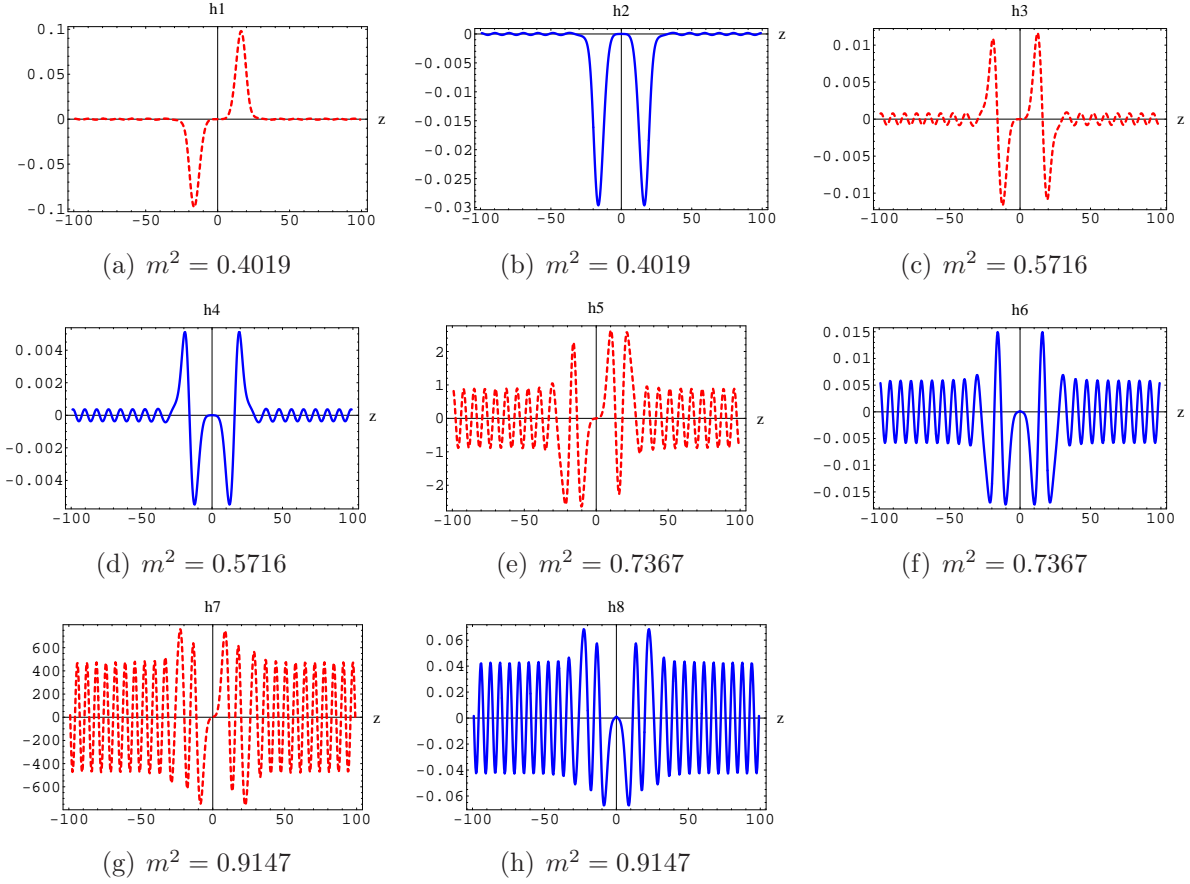 h1
0.1
0.05
0
-0.05
-0.1
-100 -50 0 50 100
z
(a) m² = 0.4019
h2
0
-0.005
-0.010
-0.015
-0.020
-0.025
-0.030
-100 -50 0 50 100
z
(b) m² = 0.4019
h3
0.01
0.005
0
-0.005
-0.01
-100 -50 0 50 100
z
(c) m² = 0.5716
h4
0.004
0.002
0
-0.002
-0.004
-100 -50 0 50 100
z
(d) m² = 0.5716
h5
2
1
0
-1
-2
-100 -50 0 50 100
z
(e) m² = 0.7367
h6
0.015
0.01
0.005
0
-0.005
-0.01
-0.015
-100 -50 0 50 100
z
(f) m² = 0.7367
h7
600
400
200
0
-200
-400
-600
-100 -50 0 50 100
z
(g) m² = 0.9147
h8
0.06
0.04
0.02
0
-0.02
-0.04
-0.06
-100 -50 0 50 100
z
(h) m² = 0.9147